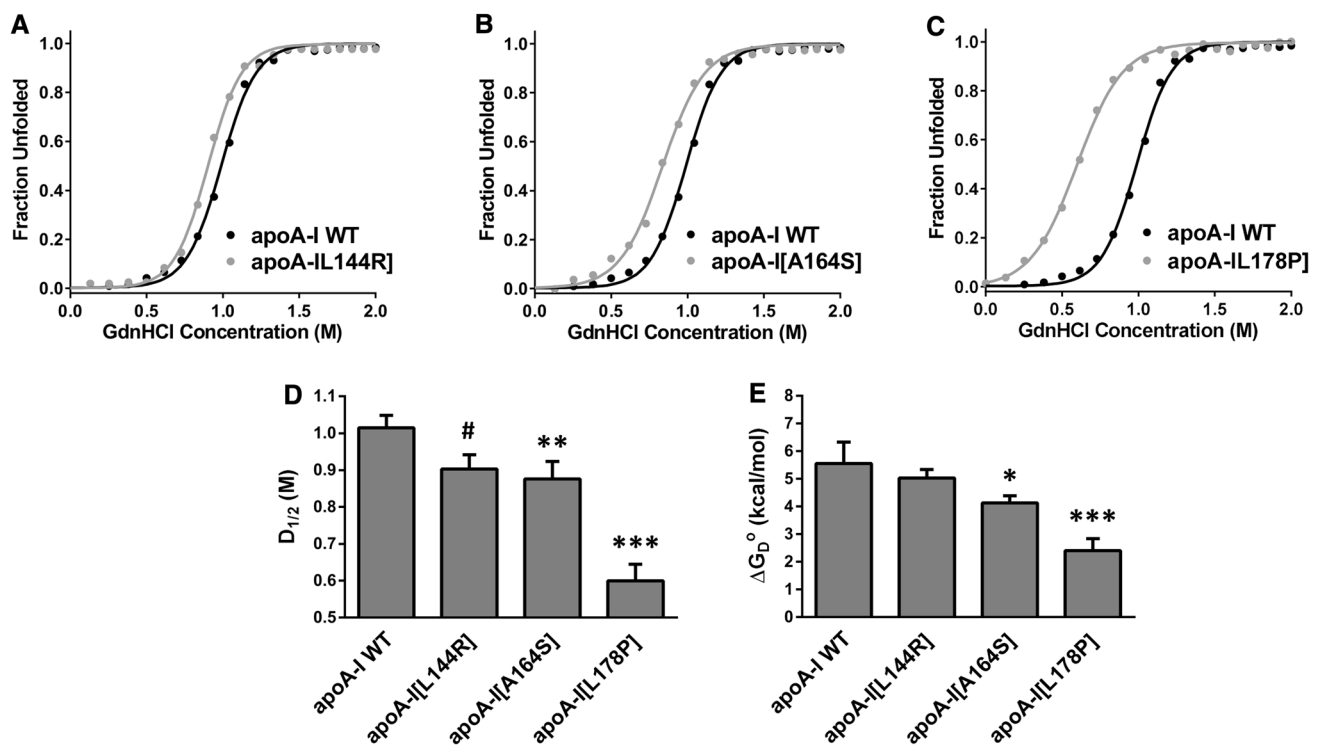 A
Fraction Unfolded
1.0
0.8
0.6
0.4
0.2
0.0
0.0 0.5 1.0 1.5 2.0
GdnHCl Concentration (M)
apoA-I WT
apoA-IL144R]
B
Fraction Unfolded
1.0
0.8
0.6
0.4
0.2
0.0
0.0 0.5 1.0 1.5 2.0
GdnHCl Concentration (M)
apoA-I WT
apoA-I[A164S]
C
Fraction Unfolded
1.0
0.8
0.6
0.4
0.2
0.0
0.0 0.5 1.0 1.5 2.0
GdnHCl Concentration (M)
apoA-I WT
apoA-IL178P]
D
D1/2 (M)
1.1
1.0
0.9
0.8
0.7
0.6
0.5
#
**
***
apoA-I WT
apoA-I[L144R]
apoA-I[A164S]
apoA-I[L178P]
E
ΔGDo (kcal/mol)
8
7
6
5
4
3
2
1
0
*
***
apoA-I WT
apoA-I[L144R]
apoA-I[A164S]
apoA-I[L178P]